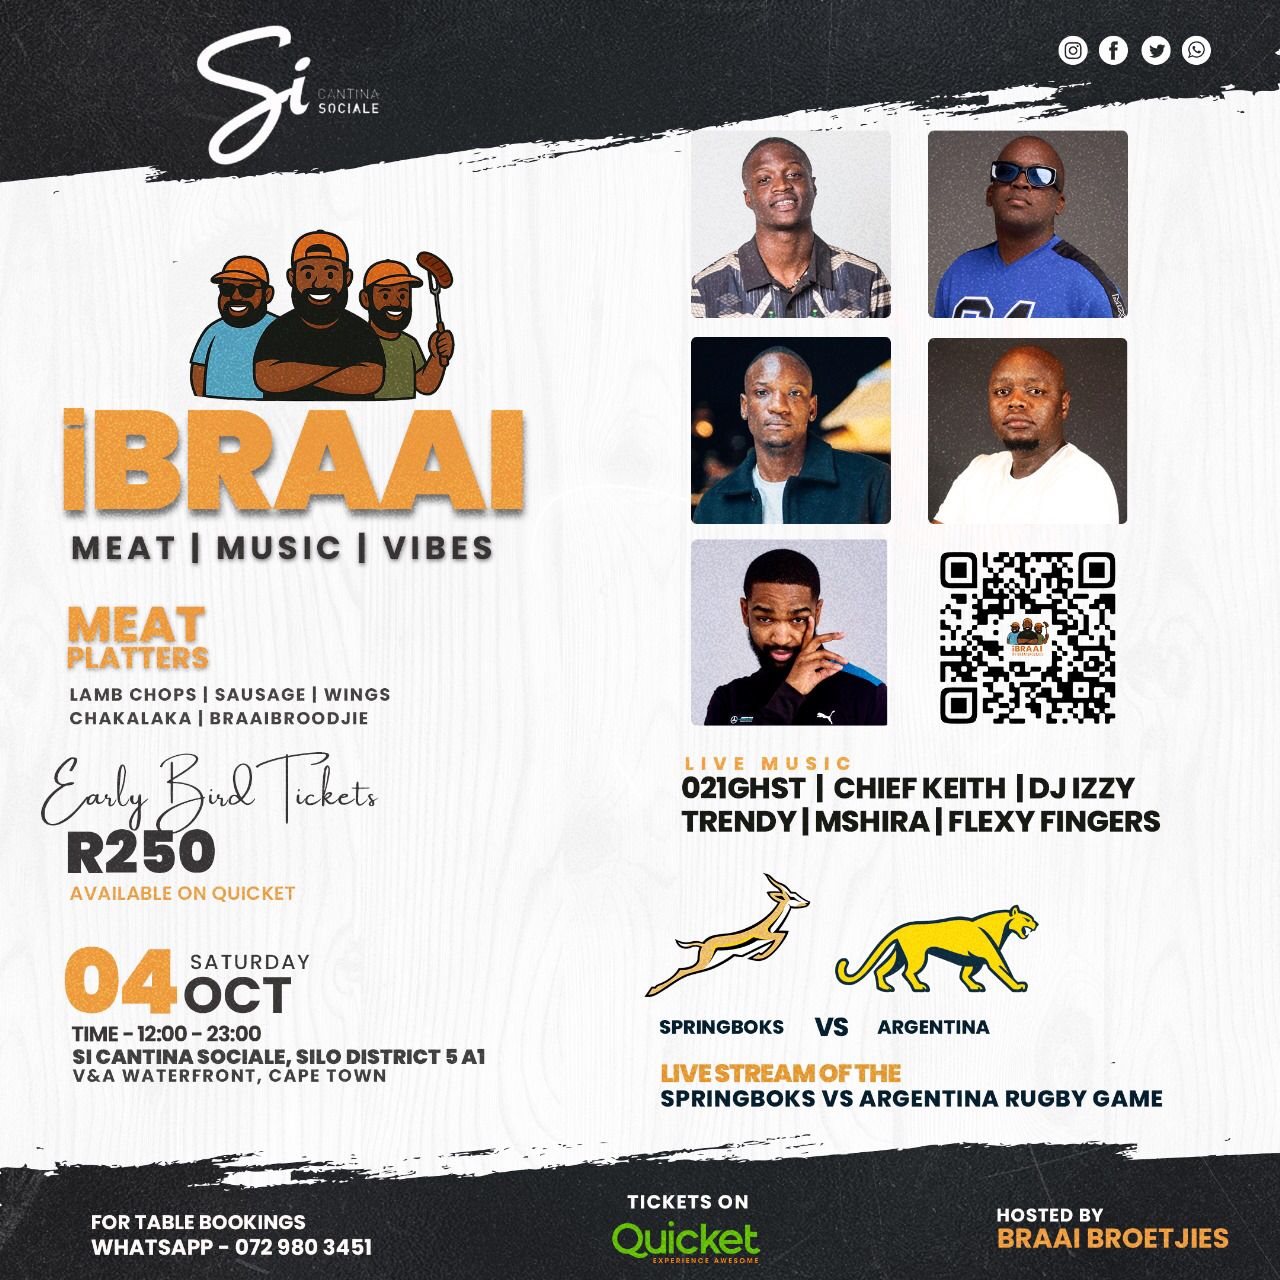 Si CANTINA
SOCIALE
iBRAAI
MEAT | MUSIC | VIBES
MEAT
PLATTERS
LAMB CHOPS | SAUSAGE | WINGS
CHAKALAKA | BRAAIBROODJIE
Early Bird Tickets
R250
AVAILABLE ON QUICKET
04 SATURDAY
OCT
TIME - 12:00 - 23:00
SI CANTINA SOCIALE, SILO DISTRICT 5 A1
V&A WATERFRONT, CAPE TOWN
iBRAAI
LIVE MUSIC
021GHST | CHIEF KEITH | DJ IZZY
TRENDY | MSHIRA | FLEXY FINGERS
SPRINGBOKS VS ARGENTINA
LIVE STREAM OF THE
SPRINGBOKS VS ARGENTINA RUGBY GAME
FOR TABLE BOOKINGS
WHATSAPP - 072 980 3451
TICKETS ON
Quicket
EXPERIENCE AWESOME
HOSTED BY
BRAAI BROETJIES